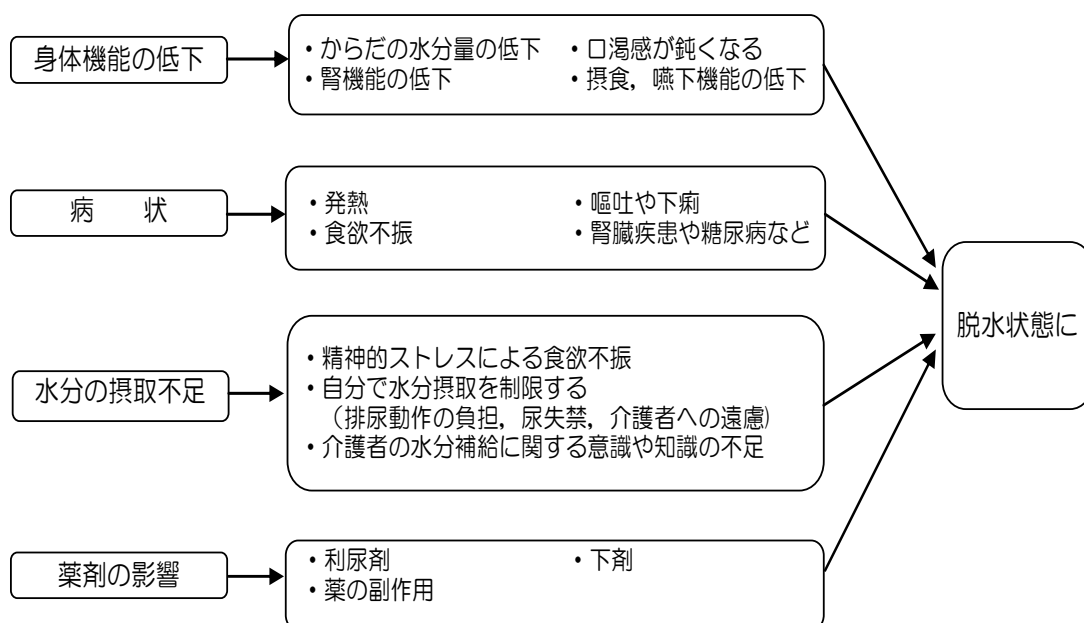 身体機能の低下
・からだの水分量の低下 ・口渇感が鈍くなる
・腎機能の低下 ・摂食，嚥下機能の低下
病　　状
・発熱 ・嘔吐や下痢
・食欲不振 ・腎臓疾患や糖尿病など
水分の摂取不足
・精神的ストレスによる食欲不振
・自分で水分摂取を制限する
（排尿動作の負担，尿失禁，介護者への遠慮）
・介護者の水分補給に関する意識や知識の不足
薬剤の影響
・利尿剤 ・下剤
・薬の副作用
脱水状態に